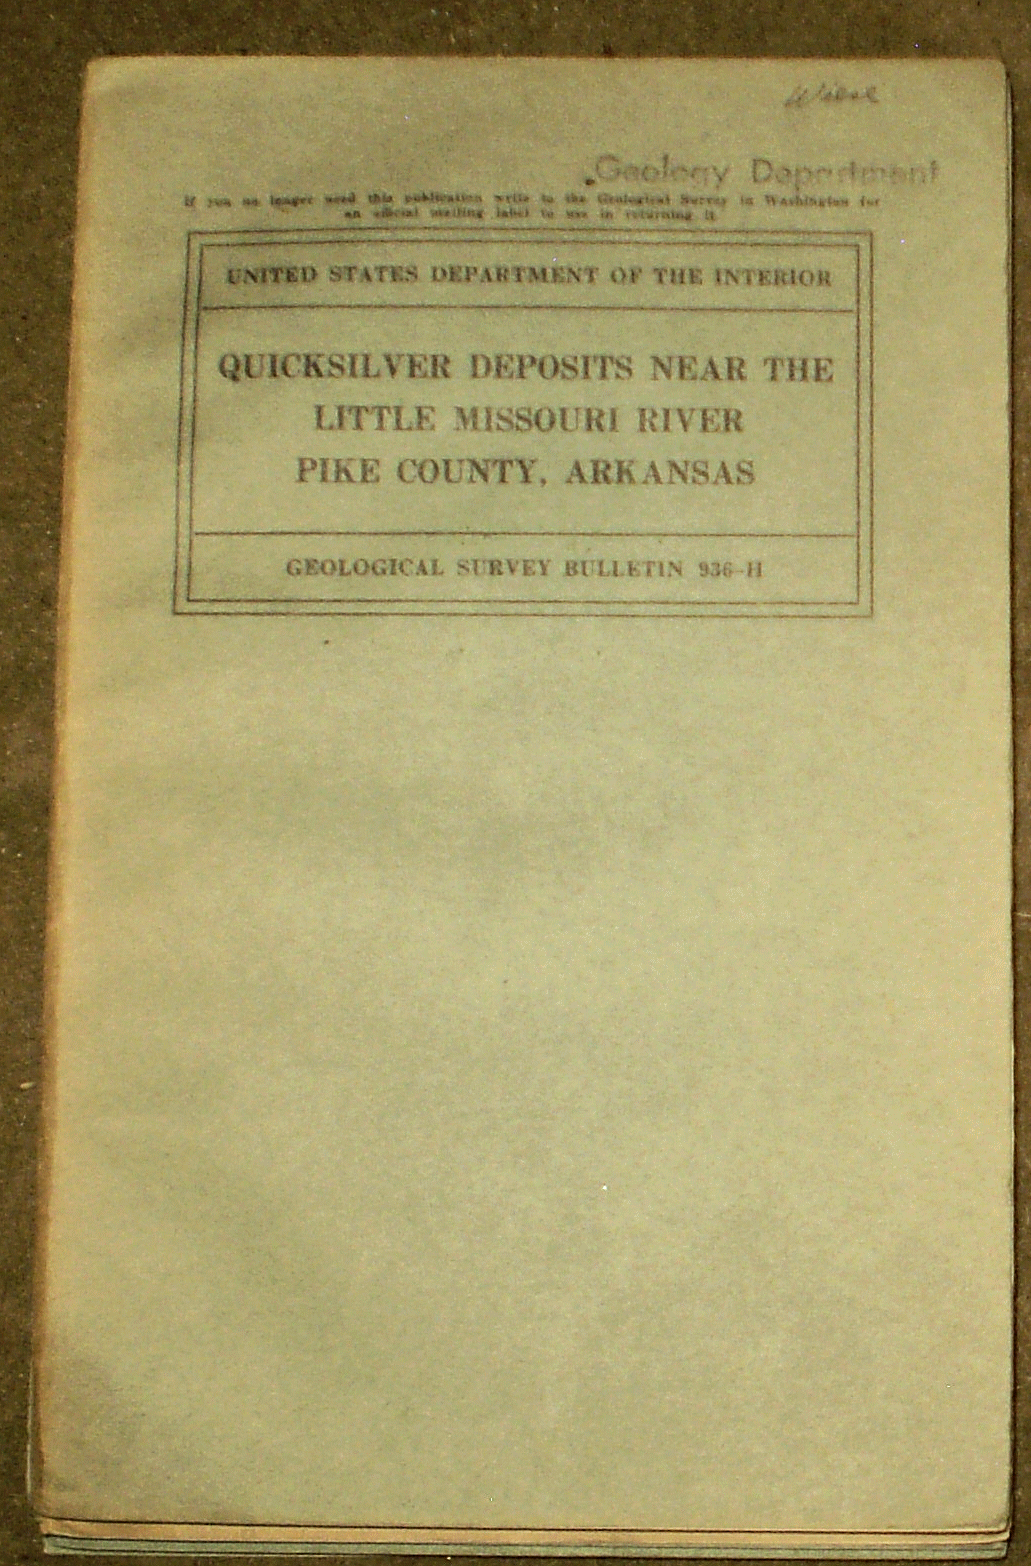 Wiese
Geology Department
If you no longer need this publication write to the Geological Survey in Washington for
an official mailing label to use in returning it
UNITED STATES DEPARTMENT OF THE INTERIOR
QUICKSILVER DEPOSITS NEAR THE
LITTLE MISSOURI RIVER
PIKE COUNTY, ARKANSAS
GEOLOGICAL SURVEY BULLETIN 936-H